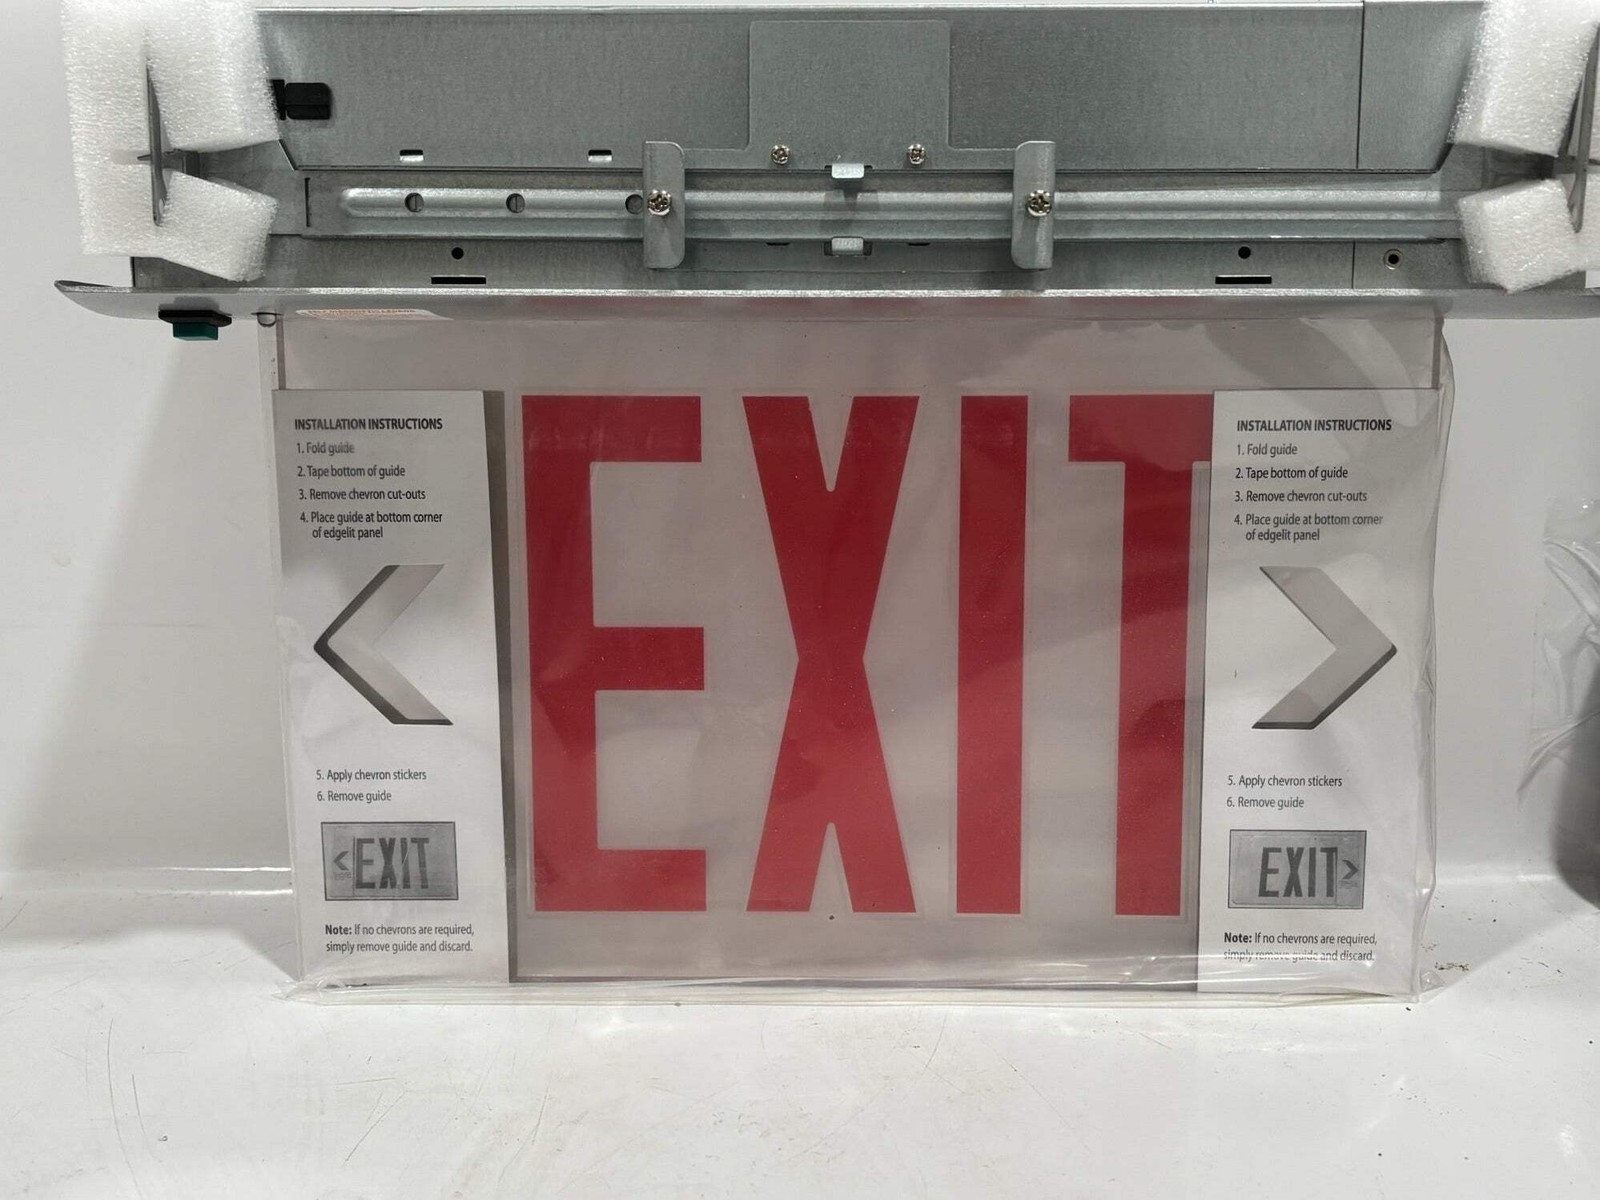 INSTALLATION INSTRUCTIONS
1. Fold guide
2. Tape bottom of guide
3. Remove chevron cut-outs
4. Place guide at bottom corner
of edgelit panel
5. Apply chevron stickers
6. Remove guide
<EXIT
Note: If no chevrons are required,
simply remove guide and discard.
EXIT
INSTALLATION INSTRUCTIONS
1. Fold guide
2. Tape bottom of guide
3. Remove chevron cut-outs
4. Place guide at bottom corner
of edgelit panel
5. Apply chevron stickers
6. Remove guide
EXIT>
Note: If no chevrons are required,
simply remove guide and discard.